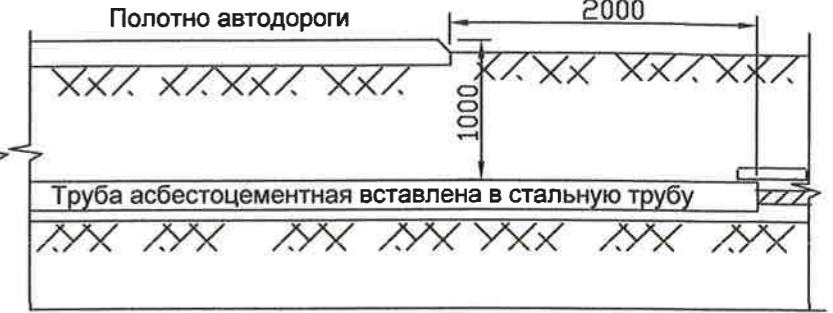 Полотно автодороги
2000
1000
Труба асбестоцементная вставлена в стальную трубу